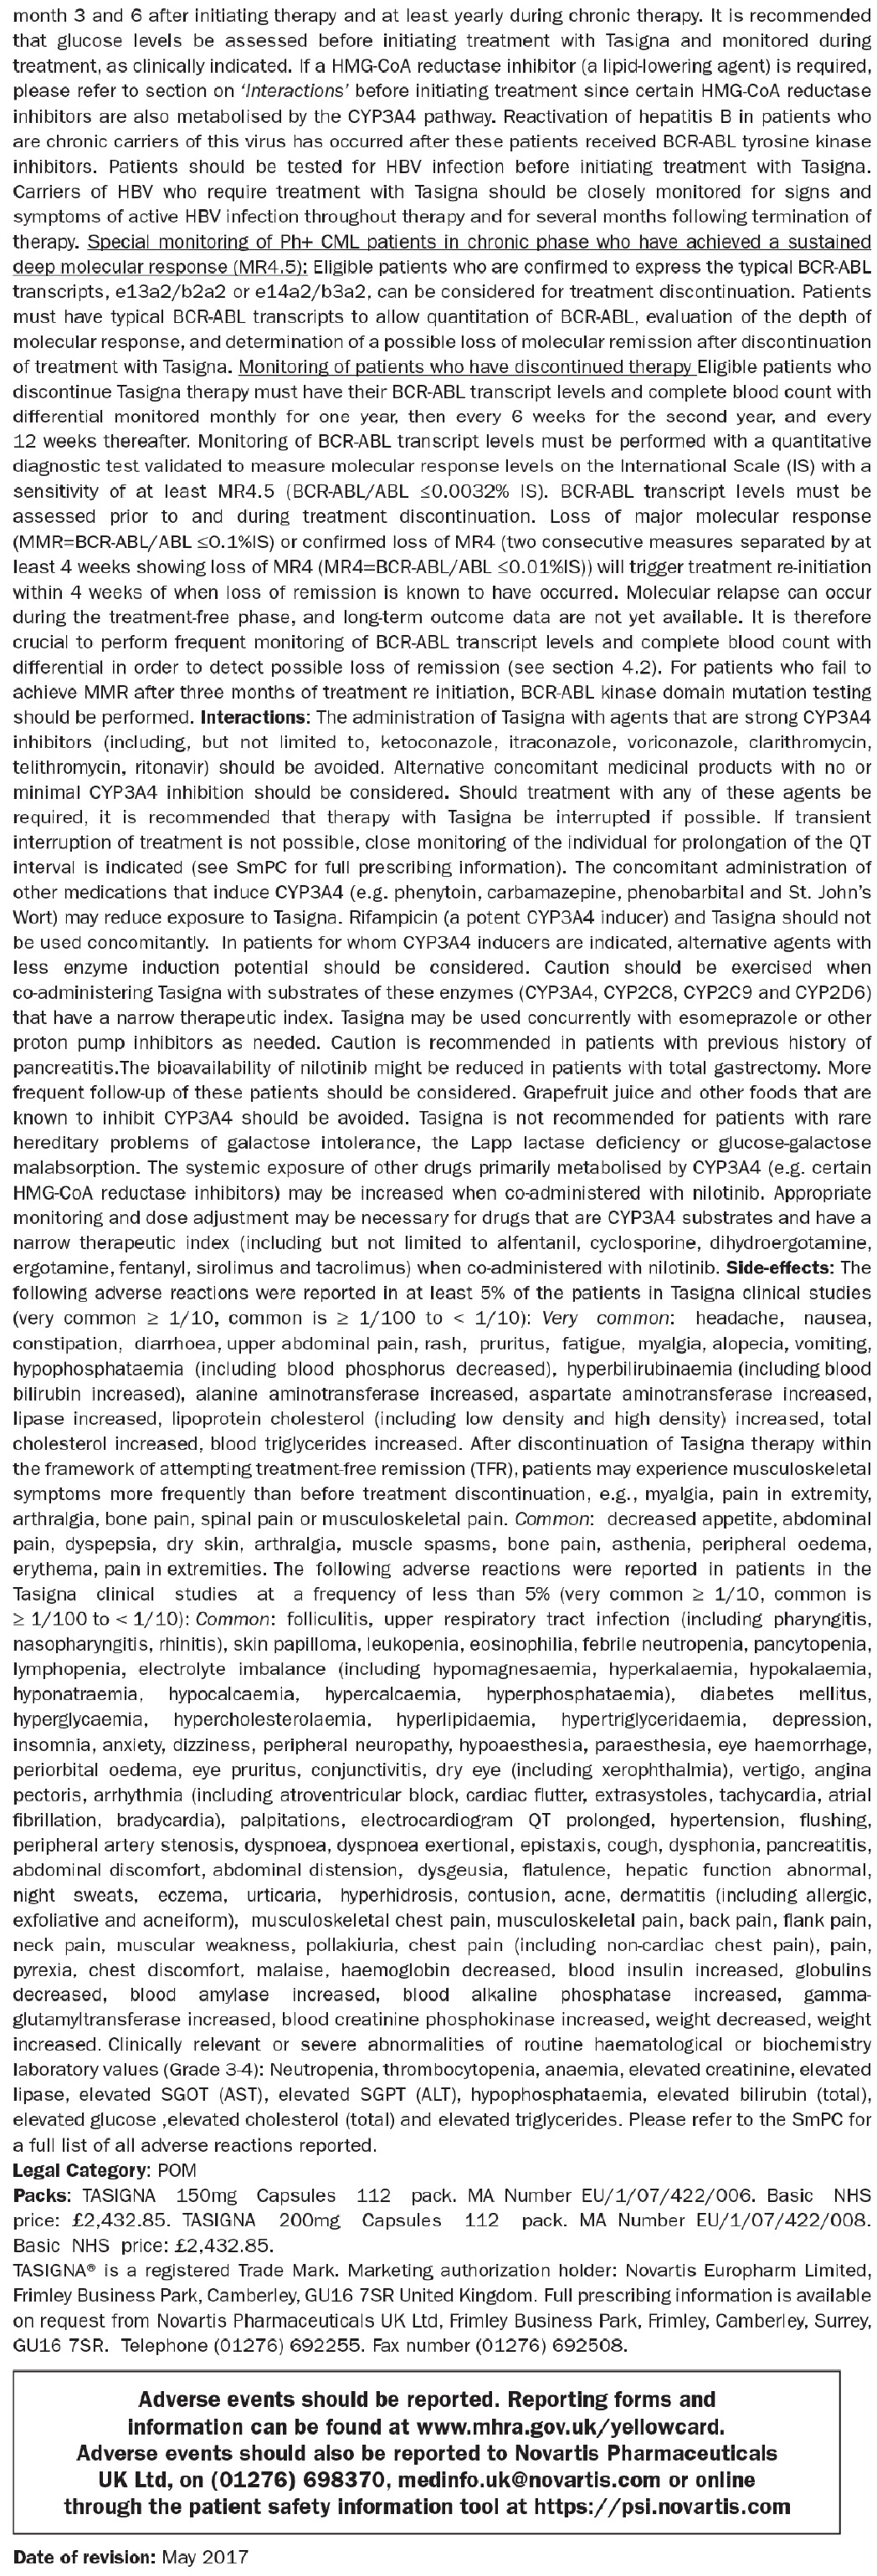 month 3 and 6 after initiating therapy and at least yearly during chronic therapy. It is recommended
that glucose levels be assessed before initiating treatment with Tasigna and monitored during
treatment, as clinically indicated. If a HMG-CoA reductase inhibitor (a lipid-lowering agent) is required,
please refer to section on ‘Interactions’ before initiating treatment since certain HMG-CoA reductase
inhibitors are also metabolised by the CYP3A4 pathway. Reactivation of hepatitis B in patients who
are chronic carriers of this virus has occurred after these patients received BCR-ABL tyrosine kinase
inhibitors. Patients should be tested for HBV infection before initiating treatment with Tasigna.
Carriers of HBV who require treatment with Tasigna should be closely monitored for signs and
symptoms of active HBV infection throughout therapy and for several months following termination of
therapy. Special monitoring of Ph+ CML patients in chronic phase who have achieved a sustained
deep molecular response (MR4.5): Eligible patients who are confirmed to express the typical BCR-ABL
transcripts, e13a2/b2a2 or e14a2/b3a2, can be considered for treatment discontinuation. Patients
must have typical BCR-ABL transcripts to allow quantitation of BCR-ABL, evaluation of the depth of
molecular response, and determination of a possible loss of molecular remission after discontinuation
of treatment with Tasigna. Monitoring of patients who have discontinued therapy Eligible patients who
discontinue Tasigna therapy must have their BCR-ABL transcript levels and complete blood count with
differential monitored monthly for one year, then every 6 weeks for the second year, and every
12 weeks thereafter. Monitoring of BCR-ABL transcript levels must be performed with a quantitative
diagnostic test validated to measure molecular response levels on the International Scale (IS) with a
sensitivity of at least MR4.5 (BCR-ABL/ABL ≤0.0032% IS). BCR-ABL transcript levels must be
assessed prior to and during treatment discontinuation. Loss of major molecular response
(MMR=BCR-ABL/ABL ≤0.1%IS) or confirmed loss of MR4 (two consecutive measures separated by at
least 4 weeks showing loss of MR4 (MR4=BCR-ABL/ABL ≤0.01%IS)) will trigger treatment re-initiation
within 4 weeks of when loss of remission is known to have occurred. Molecular relapse can occur
during the treatment-free phase, and long-term outcome data are not yet available. It is therefore
crucial to perform frequent monitoring of BCR-ABL transcript levels and complete blood count with
differential in order to detect possible loss of remission (see section 4.2). For patients who fail to
achieve MMR after three months of treatment re initiation, BCR-ABL kinase domain mutation testing
should be performed. Interactions: The administration of Tasigna with agents that are strong CYP3A4
inhibitors (including, but not limited to, ketoconazole, itraconazole, voriconazole, clarithromycin,
telithromycin, ritonavir) should be avoided. Alternative concomitant medicinal products with no or
minimal CYP3A4 inhibition should be considered. Should treatment with any of these agents be
required, it is recommended that therapy with Tasigna be interrupted if possible. If transient
interruption of treatment is not possible, close monitoring of the individual for prolongation of the QT
interval is indicated (see SmPC for full prescribing information). The concomitant administration of
other medications that induce CYP3A4 (e.g. phenytoin, carbamazepine, phenobarbital and St. John’s
Wort) may reduce exposure to Tasigna. Rifampicin (a potent CYP3A4 inducer) and Tasigna should not
be used concomitantly. In patients for whom CYP3A4 inducers are indicated, alternative agents with
less enzyme induction potential should be considered. Caution should be exercised when
co-administering Tasigna with substrates of these enzymes (CYP3A4, CYP2C8, CYP2C9 and CYP2D6)
that have a narrow therapeutic index. Tasigna may be used concurrently with esomeprazole or other
proton pump inhibitors as needed. Caution is recommended in patients with previous history of
pancreatitis.The bioavailability of nilotinib might be reduced in patients with total gastrectomy. More
frequent follow-up of these patients should be considered. Grapefruit juice and other foods that are
known to inhibit CYP3A4 should be avoided. Tasigna is not recommended for patients with rare
hereditary problems of galactose intolerance, the Lapp lactase deficiency or glucose-galactose
malabsorption. The systemic exposure of other drugs primarily metabolised by CYP3A4 (e.g. certain
HMG-CoA reductase inhibitors) may be increased when co-administered with nilotinib. Appropriate
monitoring and dose adjustment may be necessary for drugs that are CYP3A4 substrates and have a
narrow therapeutic index (including but not limited to alfentanil, cyclosporine, dihydroergotamine,
ergotamine, fentanyl, sirolimus and tacrolimus) when co-administered with nilotinib. Side-effects: The
following adverse reactions were reported in at least 5% of the patients in Tasigna clinical studies
(very common ≥ 1/10, common is ≥ 1/100 to < 1/10): Very common: headache, nausea,
constipation, diarrhoea, upper abdominal pain, rash, pruritus, fatigue, myalgia, alopecia, vomiting,
hypophosphataemia (including blood phosphorus decreased), hyperbilirubinaemia (including blood
bilirubin increased), alanine aminotransferase increased, aspartate aminotransferase increased,
lipase increased, lipoprotein cholesterol (including low density and high density) increased, total
cholesterol increased, blood triglycerides increased. After discontinuation of Tasigna therapy within
the framework of attempting treatment-free remission (TFR), patients may experience musculoskeletal
symptoms more frequently than before treatment discontinuation, e.g., myalgia, pain in extremity,
arthralgia, bone pain, spinal pain or musculoskeletal pain. Common: decreased appetite, abdominal
pain, dyspepsia, dry skin, arthralgia, muscle spasms, bone pain, asthenia, peripheral oedema,
erythema, pain in extremities. The following adverse reactions were reported in patients in the
Tasigna clinical studies at a frequency of less than 5% (very common ≥ 1/10, common is
≥ 1/100 to < 1/10): Common: folliculitis, upper respiratory tract infection (including pharyngitis,
nasopharyngitis, rhinitis), skin papilloma, leukopenia, eosinophilia, febrile neutropenia, pancytopenia,
lymphopenia, electrolyte imbalance (including hypomagnesaemia, hyperkalaemia, hypokalaemia,
hyponatraemia, hypocalcaemia, hypercalcaemia, hyperphosphataemia), diabetes mellitus,
hyperglycaemia, hypercholesterolaemia, hyperlipidaemia, hypertriglyceridaemia, depression,
insomnia, anxiety, dizziness, peripheral neuropathy, hypoaesthesia, paraesthesia, eye haemorrhage,
periorbital oedema, eye pruritus, conjunctivitis, dry eye (including xerophthalmia), vertigo, angina
pectoris, arrhythmia (including atroventricular block, cardiac flutter, extrasystoles, tachycardia, atrial
fibrillation, bradycardia), palpitations, electrocardiogram QT prolonged, hypertension, flushing,
peripheral artery stenosis, dyspnoea, dyspnoea exertional, epistaxis, cough, dysphonia, pancreatitis,
abdominal discomfort, abdominal distension, dysgeusia, flatulence, hepatic function abnormal,
night sweats, eczema, urticaria, hyperhidrosis, contusion, acne, dermatitis (including allergic,
exfoliative and acneiform), musculoskeletal chest pain, musculoskeletal pain, back pain, flank pain,
neck pain, muscular weakness, pollakiuria, chest pain (including non-cardiac chest pain), pain,
pyrexia, chest discomfort, malaise, haemoglobin decreased, blood insulin increased, globulins
decreased, blood amylase increased, blood alkaline phosphatase increased, gamma-
glutamyltransferase increased, blood creatinine phosphokinase increased, weight decreased, weight
increased. Clinically relevant or severe abnormalities of routine haematological or biochemistry
laboratory values (Grade 3-4): Neutropenia, thrombocytopenia, anaemia, elevated creatinine, elevated
lipase, elevated SGOT (AST), elevated SGPT (ALT), hypophosphataemia, elevated bilirubin (total),
elevated glucose ,elevated cholesterol (total) and elevated triglycerides. Please refer to the SmPC for
a full list of all adverse reactions reported.
Legal Category: POM
Packs: TASIGNA 150mg Capsules 112 pack. MA Number EU/1/07/422/006. Basic NHS
price: £2,432.85. TASIGNA 200mg Capsules 112 pack. MA Number EU/1/07/422/008.
Basic NHS price: £2,432.85.
TASIGNA® is a registered Trade Mark. Marketing authorization holder: Novartis Europharm Limited,
Frimley Business Park, Camberley, GU16 7SR United Kingdom. Full prescribing information is available
on request from Novartis Pharmaceuticals UK Ltd, Frimley Business Park, Frimley, Camberley, Surrey,
GU16 7SR. Telephone (01276) 692255. Fax number (01276) 692508.
Adverse events should be reported. Reporting forms and
information can be found at www.mhra.gov.uk/yellowcard.
Adverse events should also be reported to Novartis Pharmaceuticals
UK Ltd, on (01276) 698370, medinfo.uk@novartis.com or online
through the patient safety information tool at https://psi.novartis.com
Date of revision: May 2017